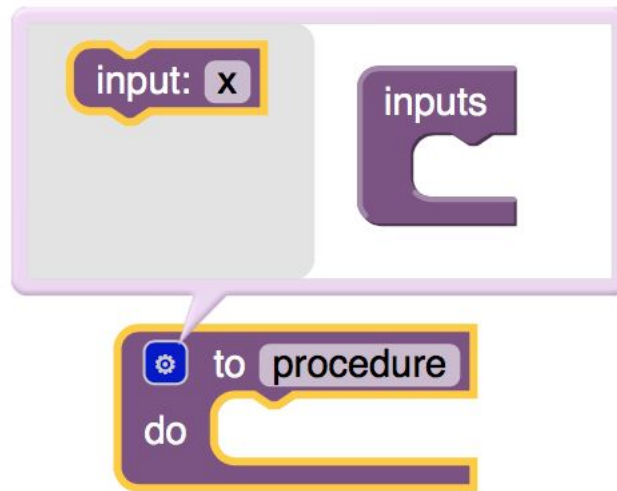 input: x
inputs
to procedure
do